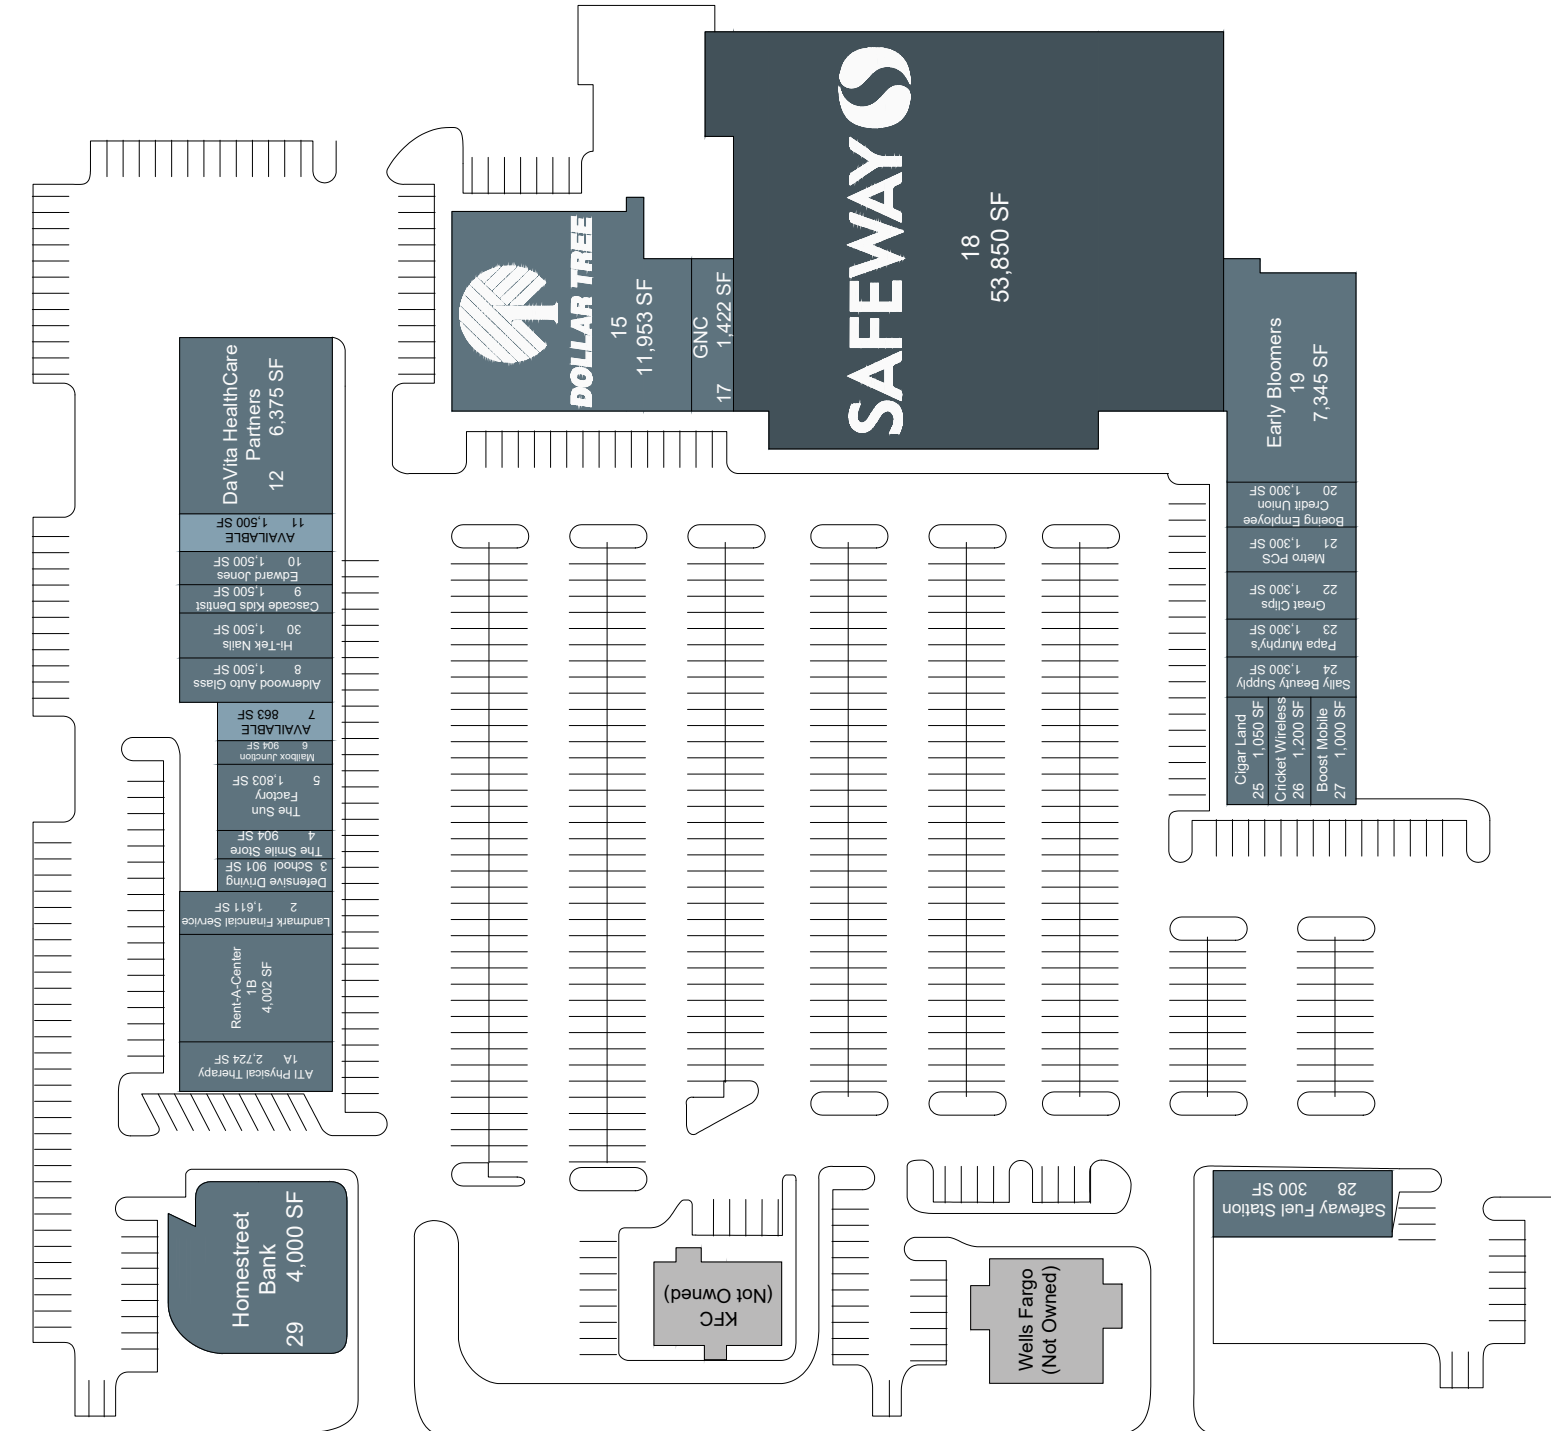 SAFEWAY
18
53,850 SF
DOLLAR TREE
15
11,953 SF
GNC
17 1,422 SF
Early Bloomers
19
7,345 SF
Boeing Employee
Credit Union
20 1,300 SF
Metro PCS
21 1,300 SF
Great Clips
22 1,300 SF
Papa Murphy's
23 1,300 SF
Sally Beauty Supply
24 1,300 SF
Cigar Land
25 1,050 SF
Cricket Wireless
26 1,200 SF
Boost Mobile
27 1,000 SF
DaVita HealthCare
Partners
12 6,375 SF
AVAILABLE
11 1,500 SF
Edward Jones
10 1,500 SF
Cascade Kids Dentist
9 1,500 SF
Hi-Tek Nails
30 1,500 SF
Alderwood Auto Glass
8 1,500 SF
AVAILABLE
7 863 SF
Mailbox Junction
6 904 SF
The Sun
Factory
5 1,803 SF
The Smile Store
4 904 SF
Defensive Driving
3 School 901 SF
Landmark Financial Service
2 1,611 SF
Rent-A-Center
1B
4,002 SF
ATI Physical Therapy
1A 2,724 SF
Homestreet
Bank
29 4,000 SF
KFC
(Not Owned)
Wells Fargo
(Not Owned)
Safeway Fuel Station
28 300 SF